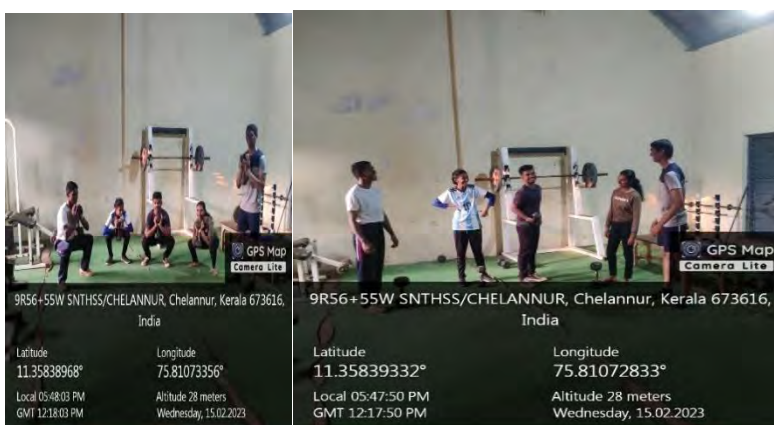 GPS Map
Camera Lite
9R56+55W SNTHSS/CHELANNUR, Chelannur, Kerala 673616,
India
Latitude
11.35838968°
Longitude
75.81073356°
Local 05:48:03 PM
GMT 12:18:03 PM
Altitude 28 meters
Wednesday, 15.02.2023
GPS Map
Camera Lite
9R56+55W SNTHSS/CHELANNUR, Chelannur, Kerala 673616,
India
Latitude
11.35839332°
Longitude
75.81072833°
Local 05:47:50 PM
GMT 12:17:50 PM
Altitude 28 meters
Wednesday, 15.02.2023